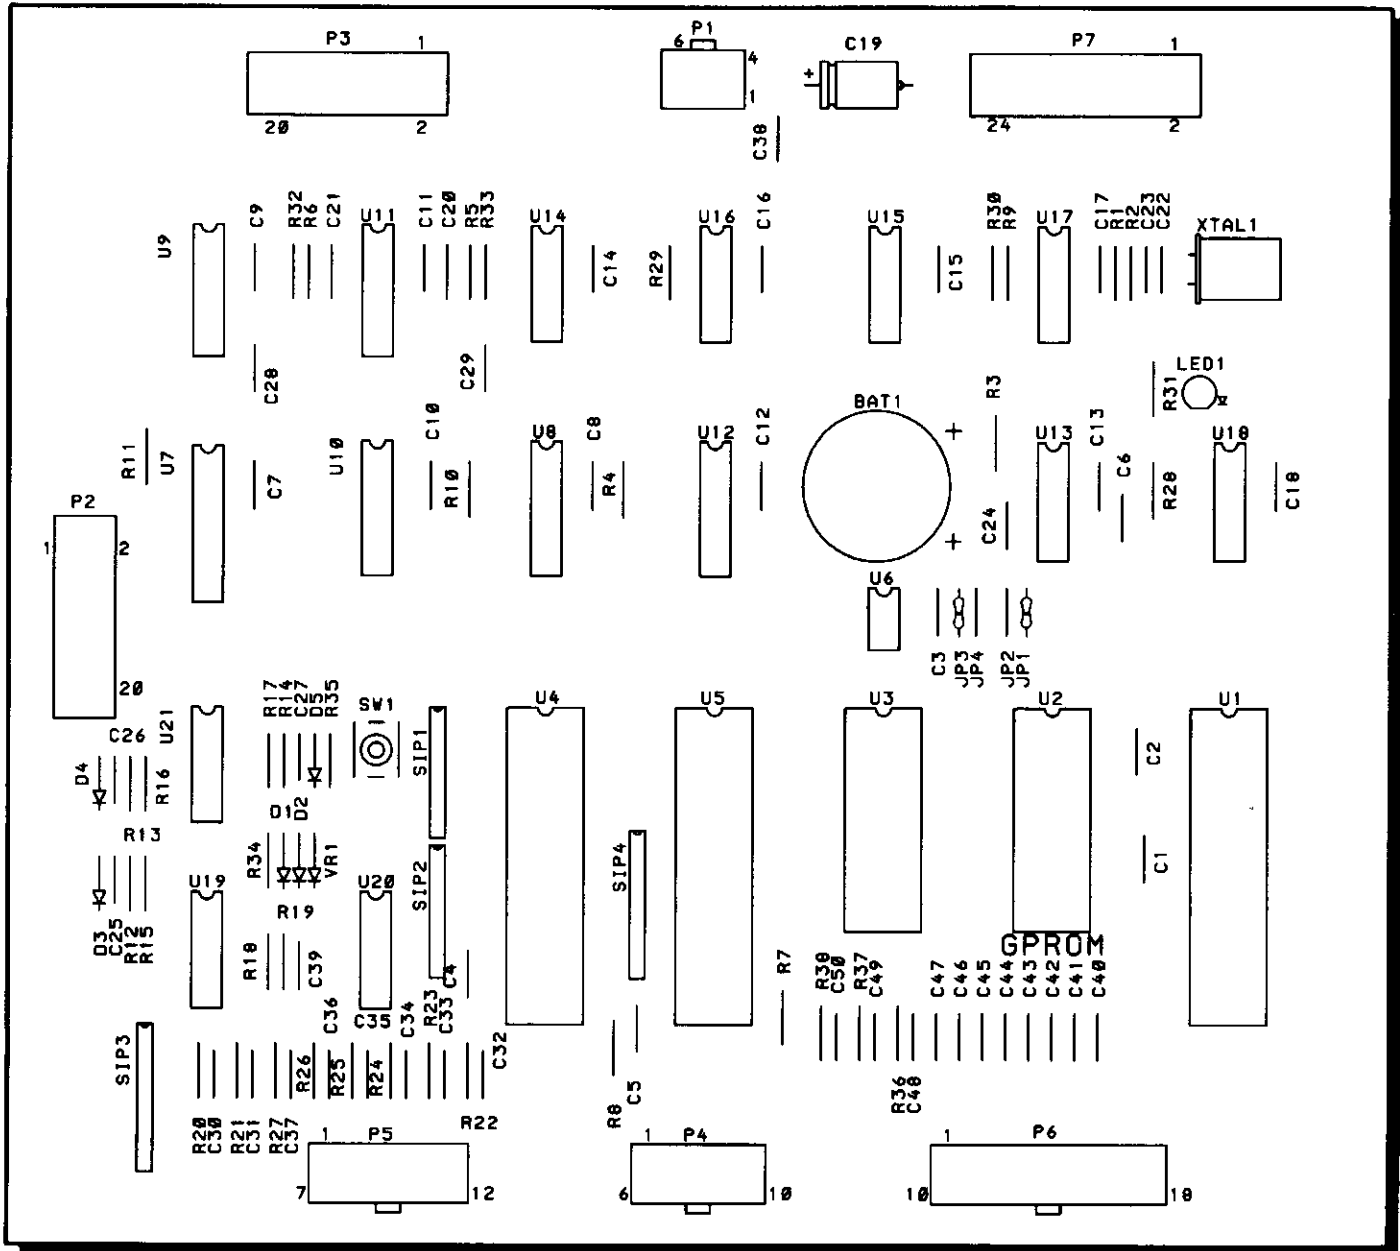 P3
1
20
2
P1
6
4
1
C19
+
P7
1
24
2
C38
U9
C9
R32
R6
C21
U11
C11
C20
R5
R33
U14
C14
R29
U16
C16
U15
C15
R30
R9
U17
C17
R1
R2
C23
C22
XTAL1
C28
C29
LED1
R31
R11
U7
C7
U10
C10
R10
U8
C8
R4
U12
C12
BAT1
+
+
R3
C24
U13
C13
C6
R28
U18
C18
P2
1
2
20
U6
C3
JP3
JP4
JP2
JP1
C26
D4
R16
R13
U21
R17
R14
C27
D5
R35
SW1
SIP1
U4
U5
U3
U2
U1
C2
C1
D1
D2
R34
VR1
R19
U19
U20
SIP2
SIP4
D3
C25
R12
R15
R18
C39
C4
GPROM
C36
C35
C34
R23
C33
C32
R7
R38
C50
R37
C49
C47
C46
C45
C44
C43
C42
C41
C40
SIP3
R26
R25
R24
R8
C5
R36
C48
R20
C30
R21
C31
R27
C37
R22
P5
1
7
12
P4
1
6
10
P6
1
10
18